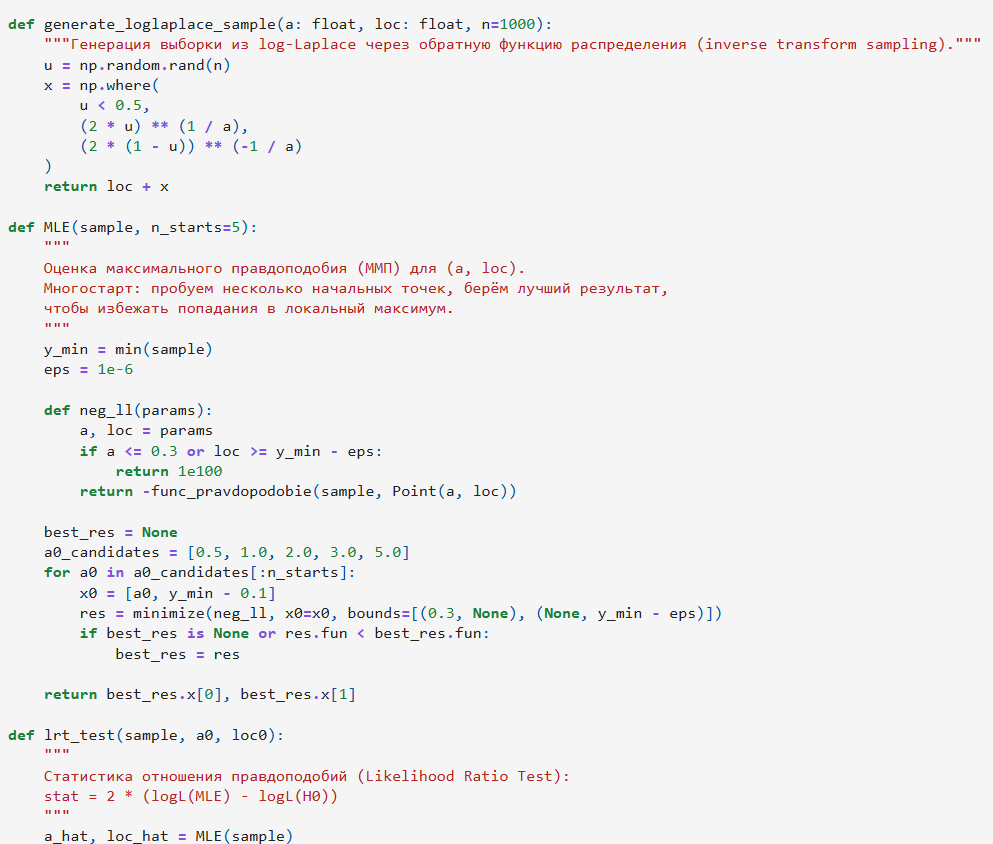 def generate_loglaplace_sample(a: float, loc: float, n=1000):
    """Генерация выборки из log-Laplace через обратную функцию распределения (inverse transform sampling)."""
    u = np.random.rand(n)
    x = np.where(
        u < 0.5,
        (2 * u) ** (1 / a),
        (2 * (1 - u)) ** (-1 / a)
    )
    return loc + x

def MLE(sample, n_starts=5):
    """
    Оценка максимального правдоподобия (ММП) для (a, loc).
    Многостарт: пробуем несколько начальных точек, берём лучший результат,
    чтобы избежать попадания в локальный максимум.
    """
    y_min = min(sample)
    eps = 1e-6

    def neg_ll(params):
        a, loc = params
        if a <= 0.3 or loc >= y_min - eps:
            return 1e100
        return -func_pravdopodobie(sample, Point(a, loc))

    best_res = None
    a0_candidates = [0.5, 1.0, 2.0, 3.0, 5.0]
    for a0 in a0_candidates[:n_starts]:
        x0 = [a0, y_min - 0.1]
        res = minimize(neg_ll, x0=x0, bounds=[(0.3, None), (None, y_min - eps)])
        if best_res is None or res.fun < best_res.fun:
            best_res = res

    return best_res.x[0], best_res.x[1]

def lrt_test(sample, a0, loc0):
    """
    Статистика отношения правдоподобий (Likelihood Ratio Test):
    stat = 2 * (logL(MLE) - logL(H0))
    """
    a_hat, loc_hat = MLE(sample)